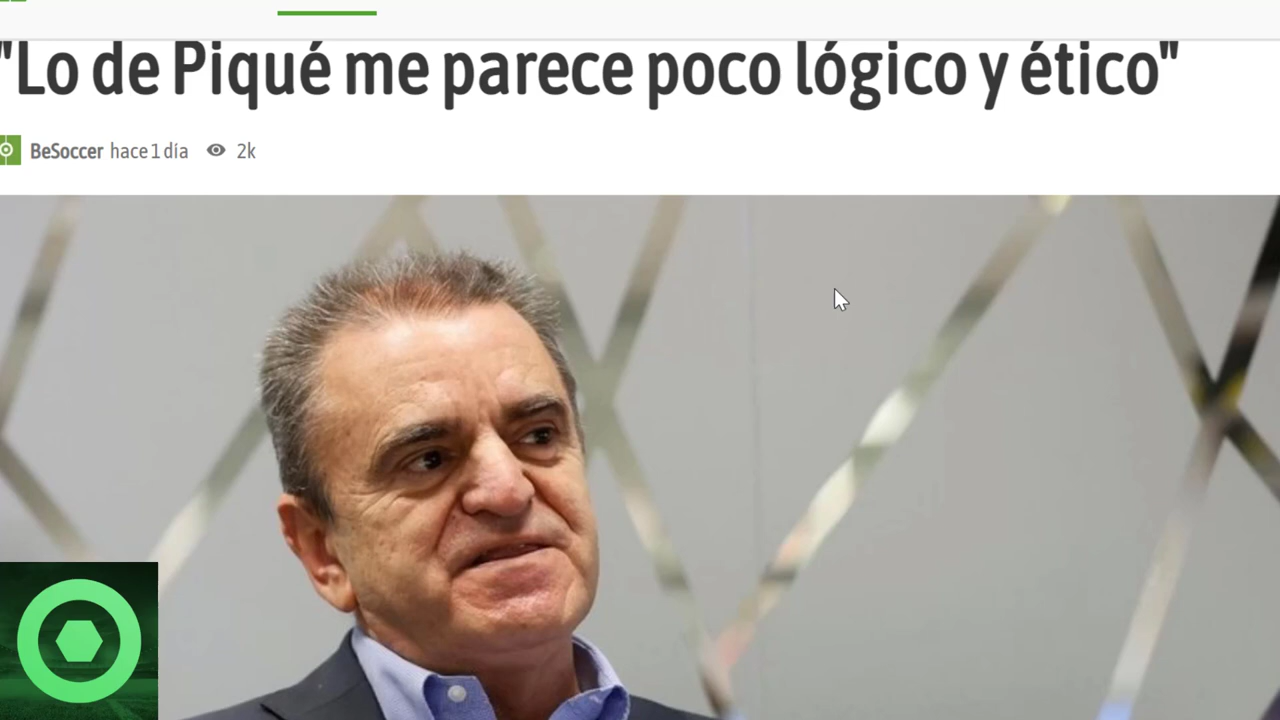 "Lo de Piqué me parece poco lógico y ético"
BeSoccer hace 1 día 2k